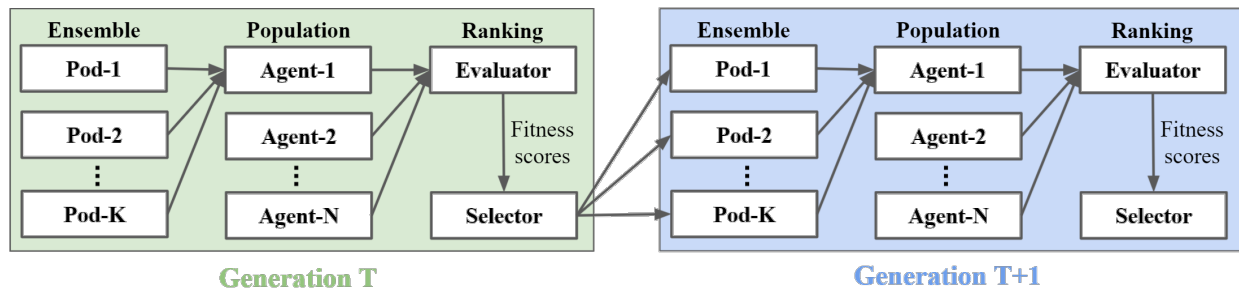 Ensemble Population Ranking
Pod-1 Agent-1 Evaluator
Pod-2 Agent-2 Fitness
scores
Pod-K Agent-N Selector
Generation T
Ensemble Population Ranking
Pod-1 Agent-1 Evaluator
Pod-2 Agent-2 Fitness
scores
Pod-K Agent-N Selector
Generation T+1